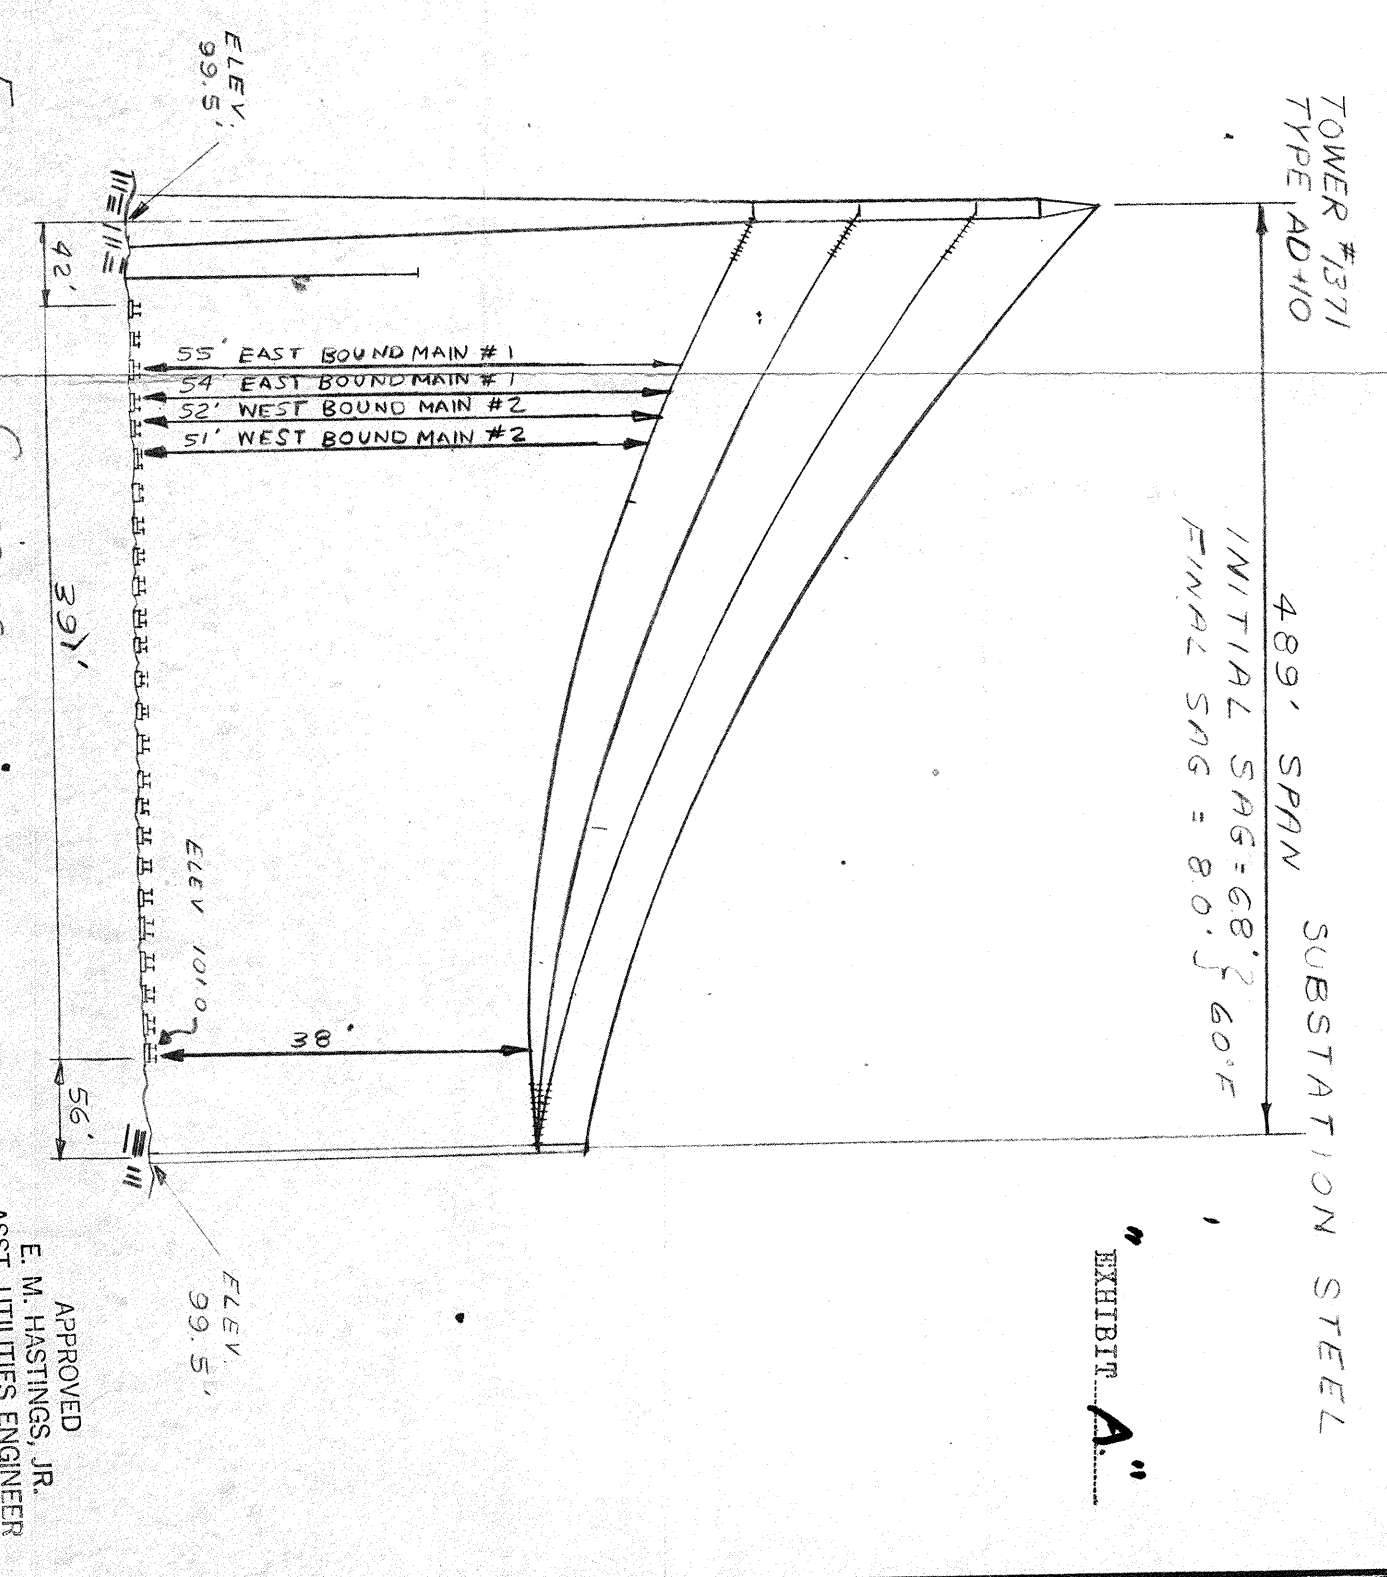 TOWER #1371
TYPE AD+10
SUBSTATION STEEL
489' SPAN
INITIAL SAG = 6.8'
FINAL SAG = 8.0'
60°F
ELEV.
99.5'
55' EAST BOUND MAIN #1
54' EAST BOUND MAIN #1
52' WEST BOUND MAIN #2
51' WEST BOUND MAIN #2
ELEV 101.0
38'
42'
391'
56'
ELEV.
99.5'
"EXHIBIT A."
APPROVED
E. M. HASTINGS, JR.
ASST. UTILITIES ENGINEER